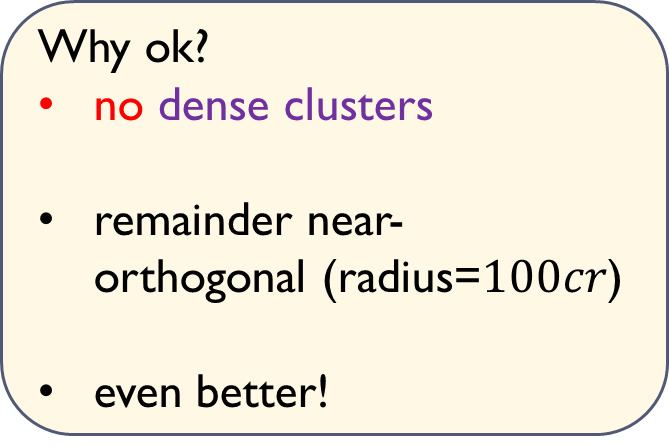 Why ok?
• no dense clusters
• remainder near-
orthogonal (radius=100cr)
• even better!